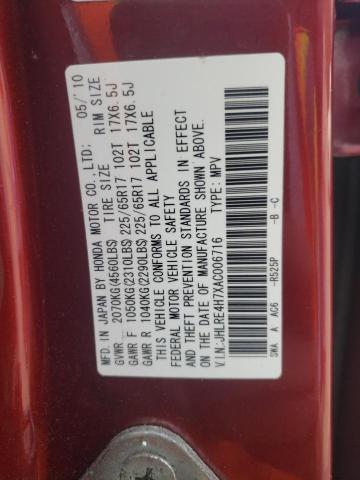 MFD. IN JAPAN BY HONDA MOTOR CO., LTD: 05/'10
GVWR 2070KG(4560LBS) TIRE SIZE RIM SIZE
GAWR F 1050KG(2310LBS) 225/65R17 102T 17X6.5J
GAWR R 1040KG(2290LBS) 225/65R17 102T 17X6.5J
THIS VEHICLE CONFORMS TO ALL APPLICABLE
FEDERAL MOTOR VEHICLE SAFETY
AND THEFT PREVENTION STANDARDS IN EFFECT
ON THE DATE OF MANUFACTURE SHOWN ABOVE.
V.I.N:JHLRE4H7XAC006716 TYPE: MPV
SWA A AC6 -R525P -B -C